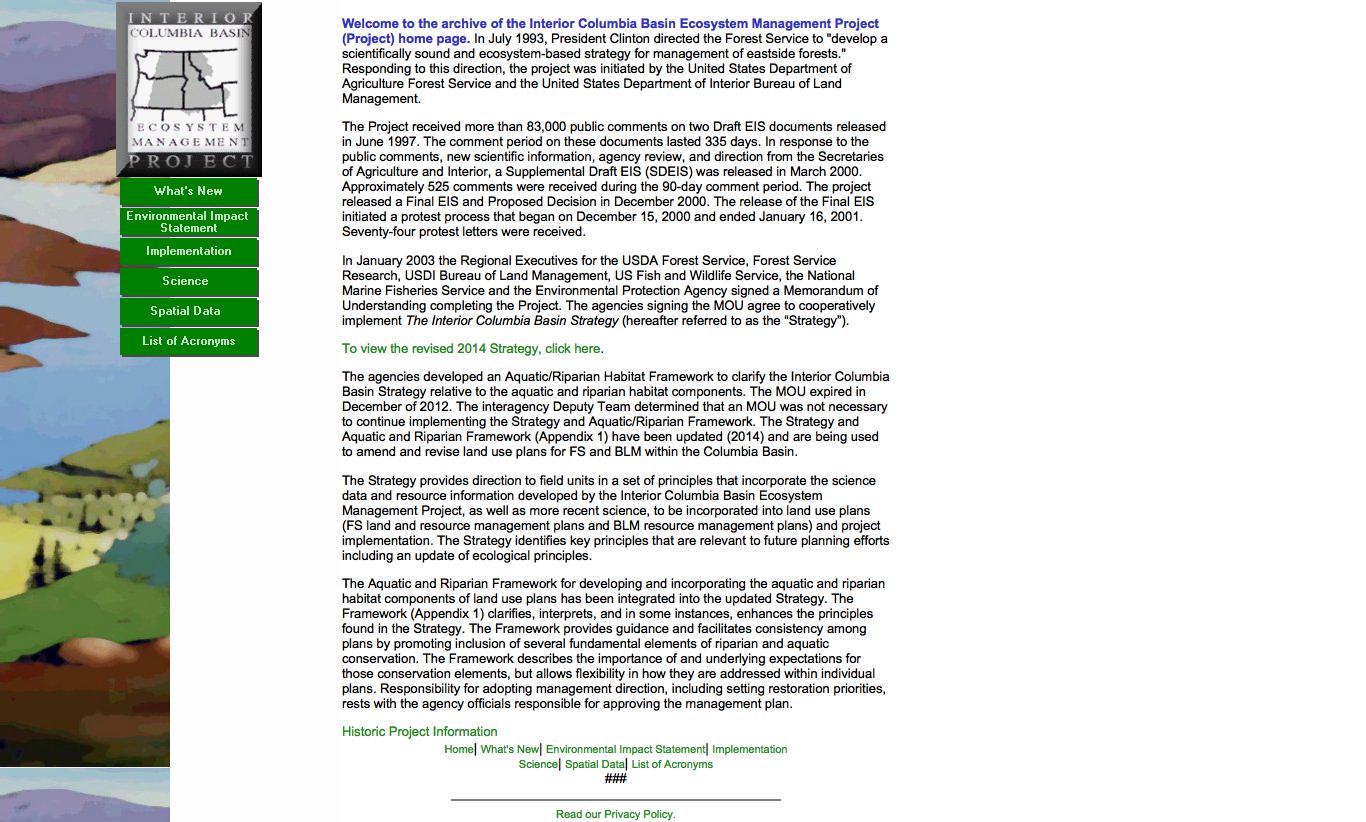 INTERIOR
COLUMBIA BASIN
ECOSYSTEM
MANAGEMENT
PROJECT
What's New
Environmental Impact
Statement
Implementation
Science
Spatial Data
List of Acronyms
Welcome to the archive of the Interior Columbia Basin Ecosystem Management Project
(Project) home page. In July 1993, President Clinton directed the Forest Service to "develop a
scientifically sound and ecosystem-based strategy for management of eastside forests."
Responding to this direction, the project was initiated by the United States Department of
Agriculture Forest Service and the United States Department of Interior Bureau of Land
Management.
The Project received more than 83,000 public comments on two Draft EIS documents released
in June 1997. The comment period on these documents lasted 335 days. In response to the
public comments, new scientific information, agency review, and direction from the Secretaries
of Agriculture and Interior, a Supplemental Draft EIS (SDEIS) was released in March 2000.
Approximately 525 comments were received during the 90-day comment period. The project
released a Final EIS and Proposed Decision in December 2000. The release of the Final EIS
initiated a protest process that began on December 15, 2000 and ended January 16, 2001.
Seventy-four protest letters were received.
In January 2003 the Regional Executives for the USDA Forest Service, Forest Service
Research, USDI Bureau of Land Management, US Fish and Wildlife Service, the National
Marine Fisheries Service and the Environmental Protection Agency signed a Memorandum of
Understanding completing the Project. The agencies signing the MOU agree to cooperatively
implement The Interior Columbia Basin Strategy (hereafter referred to as the “Strategy”).
To view the revised 2014 Strategy, click here.
The agencies developed an Aquatic/Riparian Habitat Framework to clarify the Interior Columbia
Basin Strategy relative to the aquatic and riparian habitat components. The MOU expired in
December of 2012. The interagency Deputy Team determined that an MOU was not necessary
to continue implementing the Strategy and Aquatic/Riparian Framework. The Strategy and
Aquatic and Riparian Framework (Appendix 1) have been updated (2014) and are being used
to amend and revise land use plans for FS and BLM within the Columbia Basin.
The Strategy provides direction to field units in a set of principles that incorporate the science
data and resource information developed by the Interior Columbia Basin Ecosystem
Management Project, as well as more recent science, to be incorporated into land use plans
(FS land and resource management plans and BLM resource management plans) and project
implementation. The Strategy identifies key principles that are relevant to future planning efforts
including an update of ecological principles.
The Aquatic and Riparian Framework for developing and incorporating the aquatic and riparian
habitat components of land use plans has been integrated into the updated Strategy. The
Framework (Appendix 1) clarifies, interprets, and in some instances, enhances the principles
found in the Strategy. The Framework provides guidance and facilitates consistency among
plans by promoting inclusion of several fundamental elements of riparian and aquatic
conservation. The Framework describes the importance of and underlying expectations for
those conservation elements, but allows flexibility in how they are addressed within individual
plans. Responsibility for adopting management direction, including setting restoration priorities,
rests with the agency officials responsible for approving the management plan.
Historic Project Information
Home| What's New| Environmental Impact Statement| Implementation
Science| Spatial Data| List of Acronyms
###
Read our Privacy Policy.